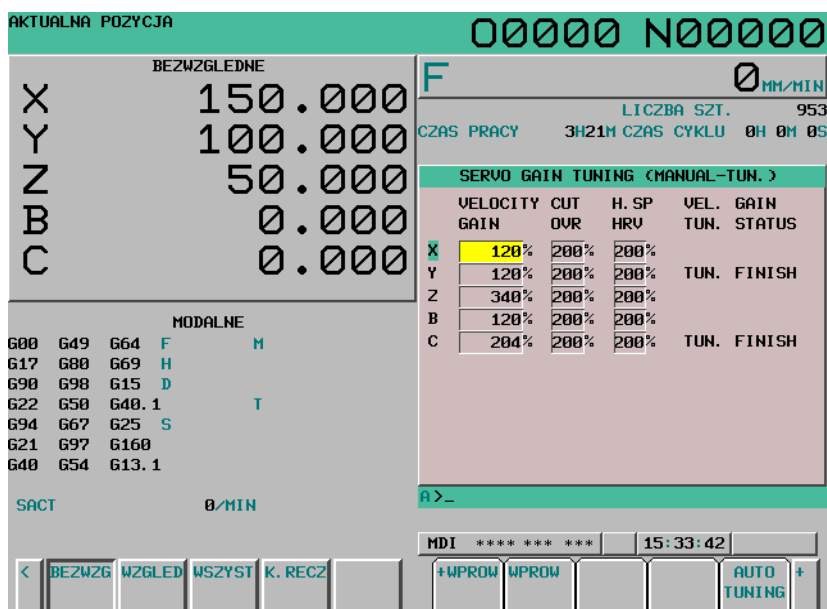 AKTUALNA POZYCJA
O0000 N00000
BEZWZGLEDNE
X 150.000
Y 100.000
Z 50.000
B 0.000
C 0.000
F 0 MM/MIN
LICZBA SZT. 953
CZAS PRACY 3H21M CZAS CYKLU 0H 0M 0S
SERVO GAIN TUNING (MANUAL-TUN.)
VELOCITY CUT H.SP VEL. GAIN
GAIN OVR HRV TUN. STATUS
X 120% 200% 200%
Y 120% 200% 200% TUN. FINISH
Z 340% 200% 200%
B 120% 200% 200%
C 204% 200% 200% TUN. FINISH
MODALNE
G00 G49 G64 F M
G17 G80 G69 H
G90 G98 G15 D
G22 G50 G40.1 T
G94 G67 G25 S
G21 G97 G160
G40 G54 G13.1
SACT 0/MIN
A>_
MDI **** *** *** 15:33:42
< BEZWZG WZGLED WSZYST K.RECZ
+WPROW WPROW AUTO TUNING +